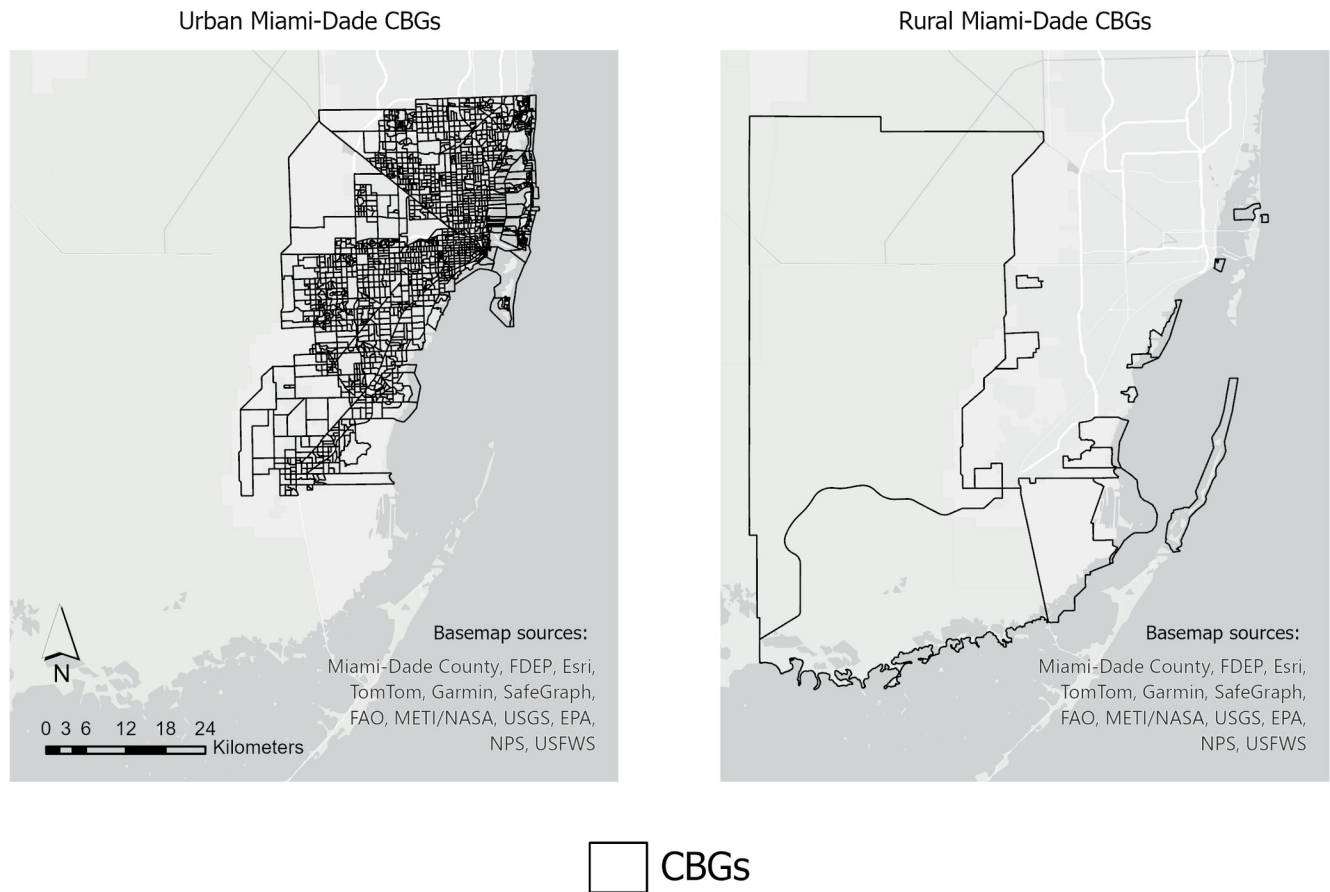 Urban Miami-Dade CBGs
Rural Miami-Dade CBGs
N
0 3 6 12 18 24
Kilometers
Basemap sources:
Miami-Dade County, FDEP, Esri,
TomTom, Garmin, SafeGraph,
FAO, METI/NASA, USGS, EPA,
NPS, USFWS
Basemap sources:
Miami-Dade County, FDEP, Esri,
TomTom, Garmin, SafeGraph,
FAO, METI/NASA, USGS, EPA,
NPS, USFWS
CBGs